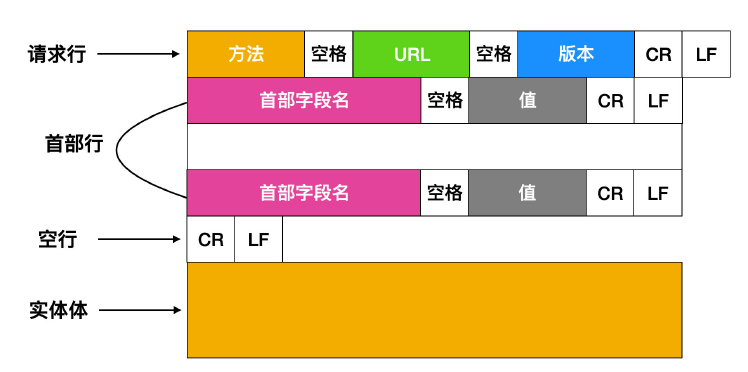 请求行 方法 空格 URL 空格 版本 CR LF
首部字段名 空格 值 CR LF
首部行
首部字段名 空格 值 CR LF
空行 CR LF
实体体